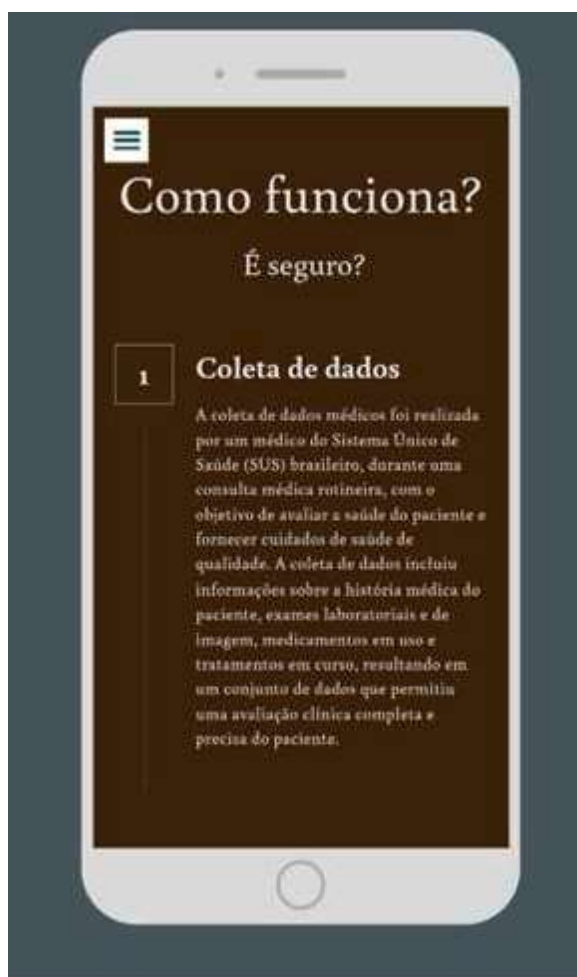 Como funciona?
É seguro?
1
Coleta de dados
A coleta de dados médicos foi realizada
por um médico do Sistema Único de
Saúde (SUS) brasileiro, durante uma
consulta médica rotineira, com o
objetivo de avaliar a saúde do paciente e
fornecer cuidados de saúde de
qualidade. A coleta de dados incluiu
informações sobre a história médica do
paciente, exames laboratoriais e de
imagem, medicamentos em uso e
tratamentos em curso, resultando em
um conjunto de dados que permitiu
uma avaliação clínica completa e
precisa do paciente.